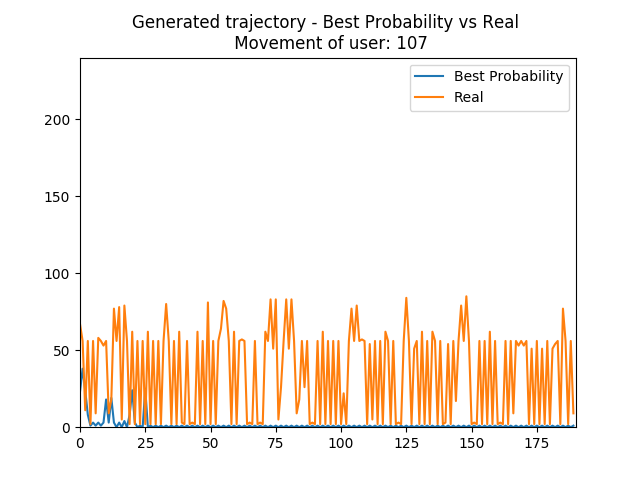 Generated trajectory - Best Probability vs Real
Movement of user: 107
Best Probability
Real
200
150
100
50
0
0 25 50 75 100 125 150 175